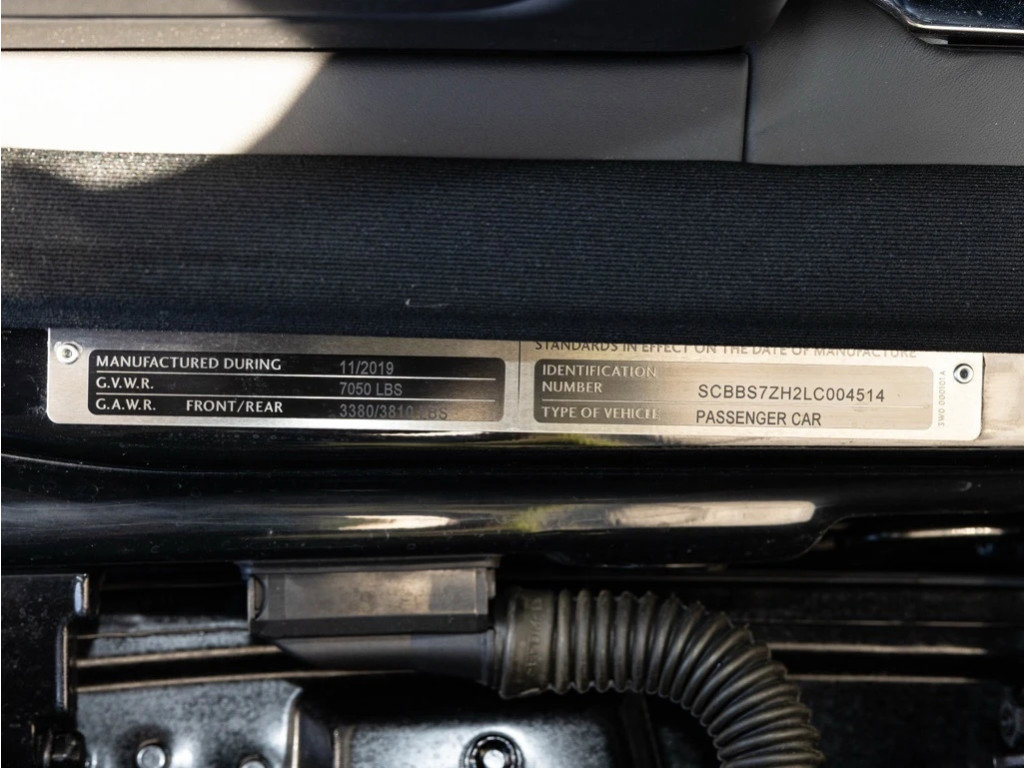 MANUFACTURED DURING 11/2019
G.V.W.R. 7050 LBS
G.A.W.R. FRONT/REAR 3380/3810 LBS
STANDARDS IN EFFECT ON THE DATE OF MANUFACTURE
IDENTIFICATION
NUMBER SCBBS7ZH2LC004514
TYPE OF VEHICLE PASSENGER CAR